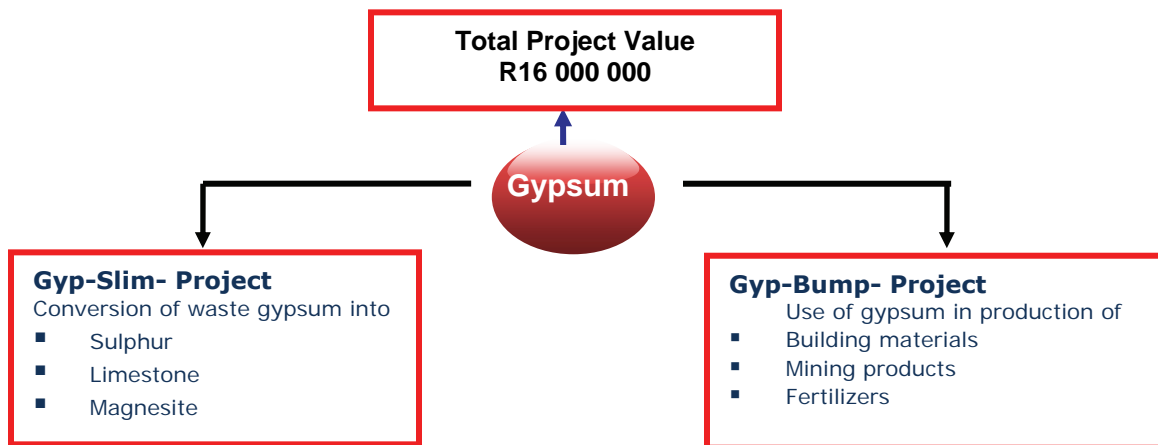 Total Project Value
R16 000 000
Gypsum
Gyp-Slim- Project
Conversion of waste gypsum into
▪ Sulphur
▪ Limestone
▪ Magnesite
Gyp-Bump- Project
Use of gypsum in production of
▪ Building materials
▪ Mining products
▪ Fertilizers